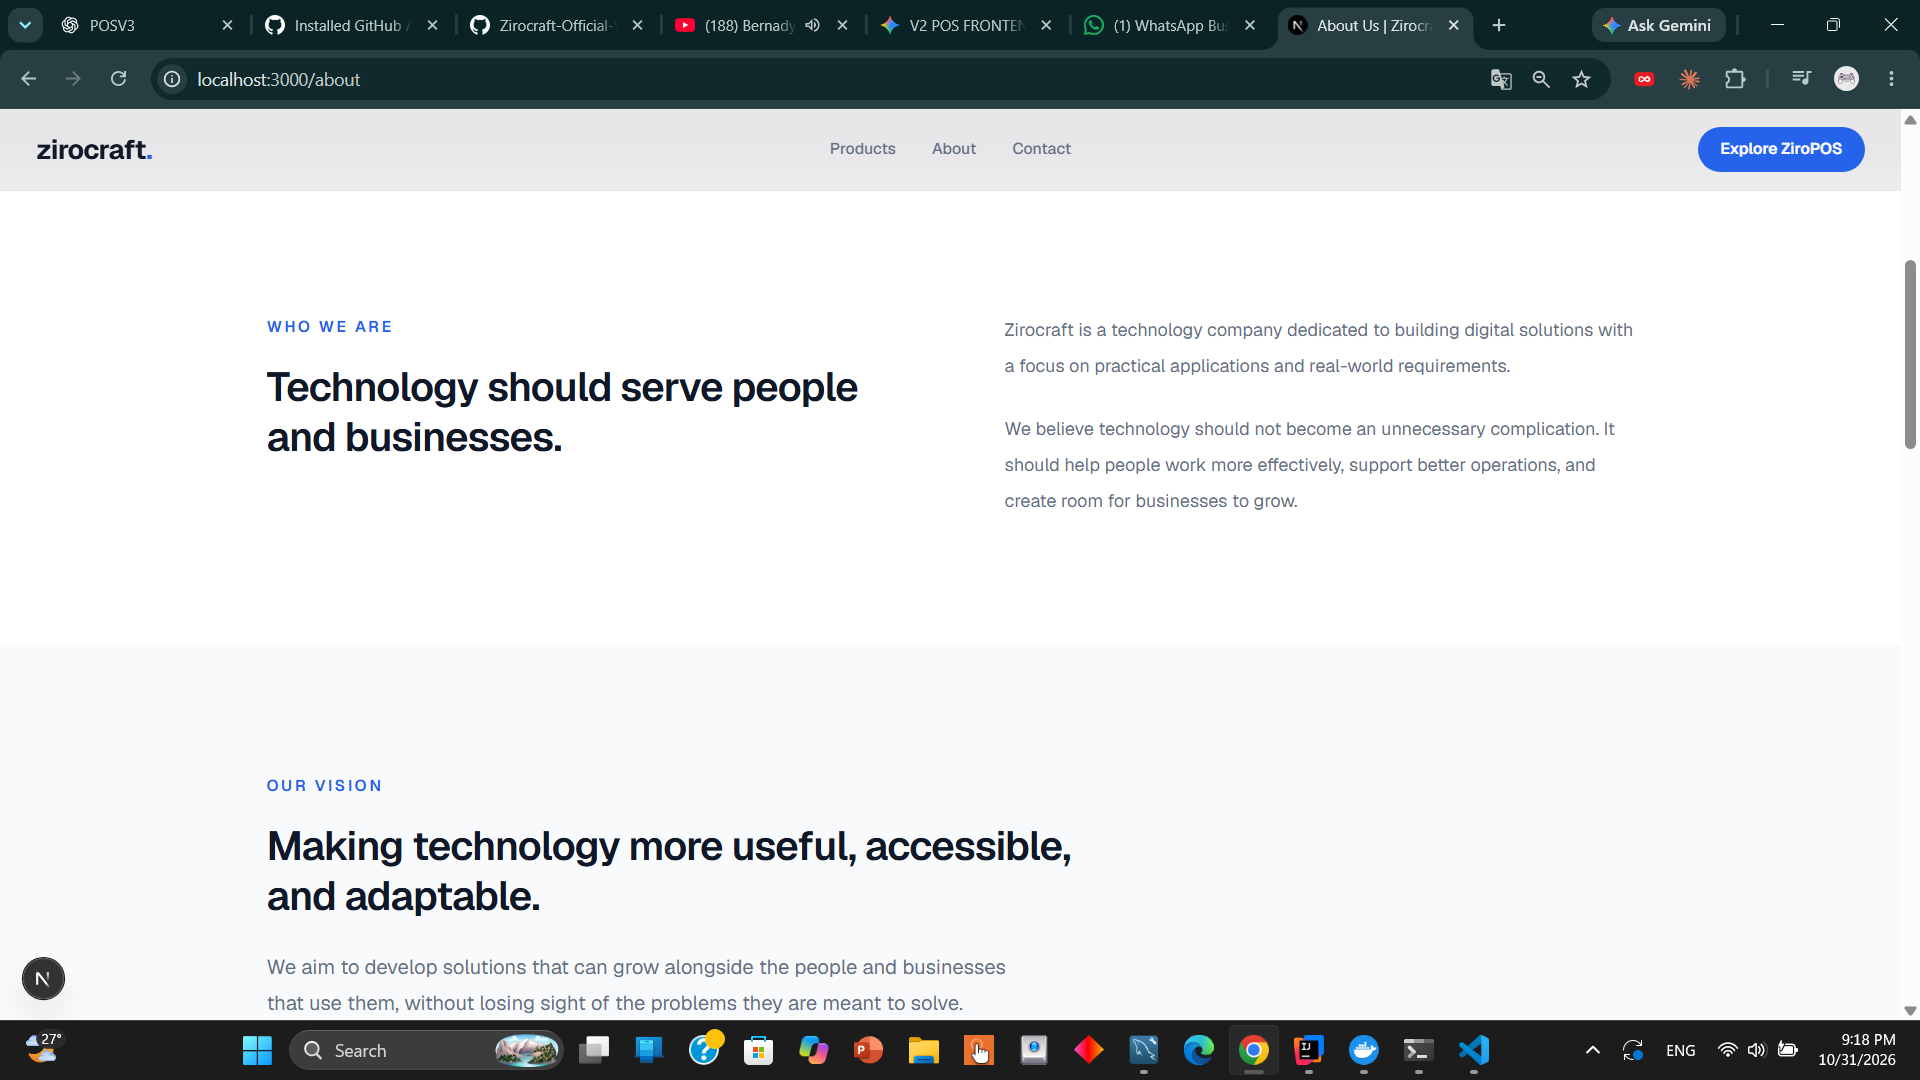 POSV3
Installed GitHub A
Zirocraft-Official-
(188) Bernady
V2 POS FRONTEN
(1) WhatsApp Bus
About Us | Zirocr
Ask Gemini
localhost:3000/about
zirocraft.
Products
About
Contact
Explore ZiroPOS
WHO WE ARE
Technology should serve people
and businesses.
Zirocraft is a technology company dedicated to building digital solutions with
a focus on practical applications and real-world requirements.
We believe technology should not become an unnecessary complication. It
should help people work more effectively, support better operations, and
create room for businesses to grow.
OUR VISION
Making technology more useful, accessible,
and adaptable.
We aim to develop solutions that can grow alongside the people and businesses
that use them, without losing sight of the problems they are meant to solve.
N
27°
Search
ENG
9:18 PM
10/31/2026